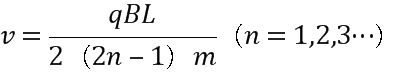 v = qBL / 2 (2n − 1) m (n = 1,2,3⋯)